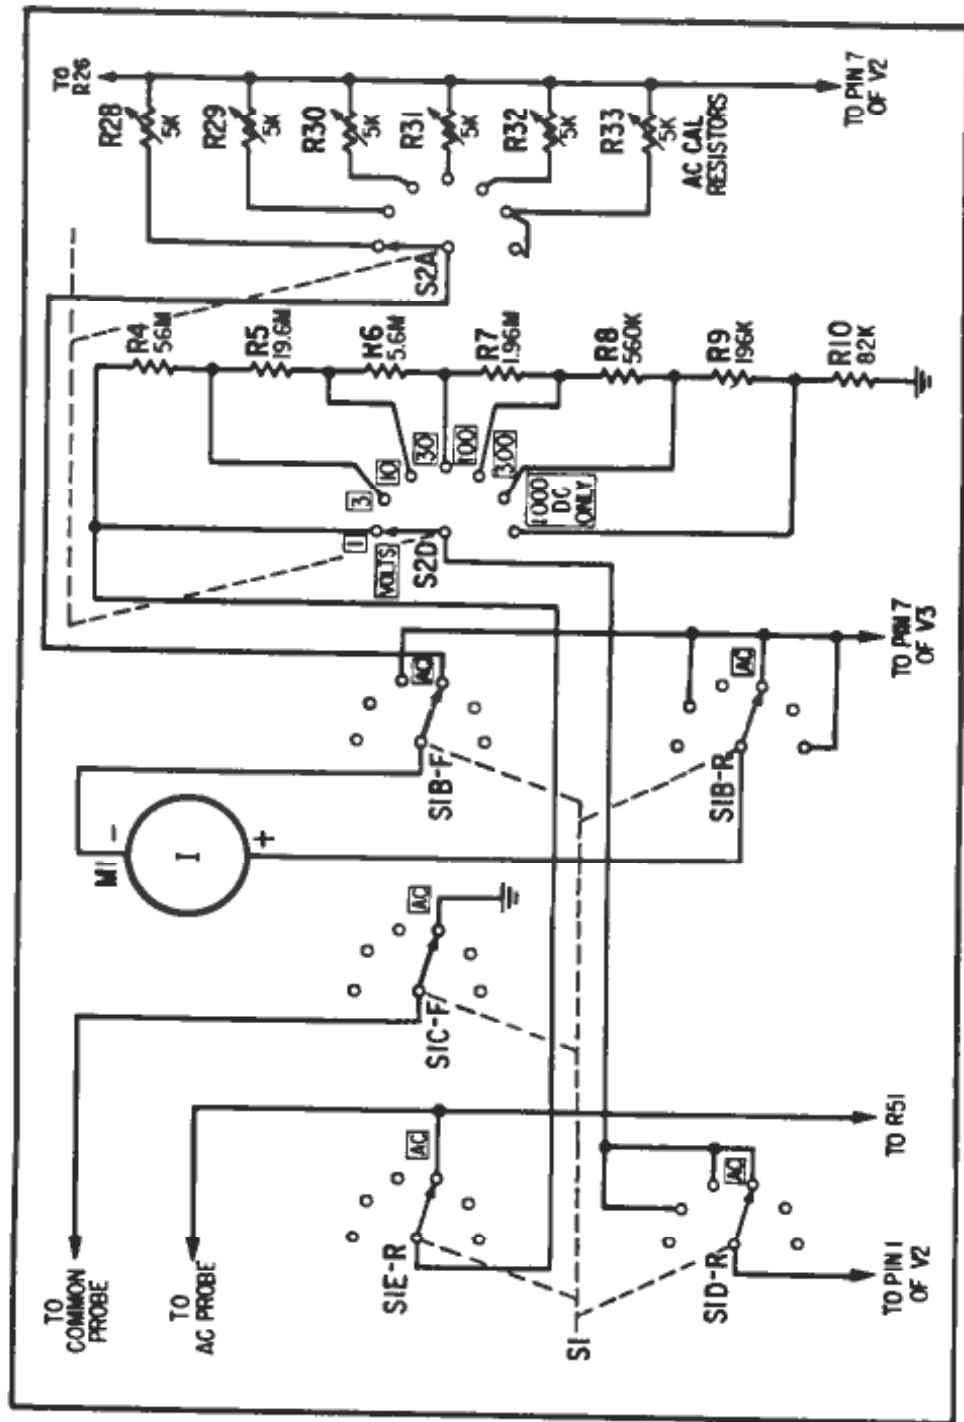 TO
COMMON
PROBE
TO
AC PROBE
S1E-R
AC
TO R51
S1
S1D-R
AC
TO PIN 1
OF V2
S1C-F
AC
M1
-
I
+
S1B-F
AC
S1B-R
AC
TO PIN 7
OF V3
1
3
10
30
100
300
1000
DC
ONLY
VOLTS
S2D
R4
56M
R5
19.6M
R6
5.6M
R7
1.96M
R8
560K
R9
196K
R10
82K
S2A
TO
R26
R28
5K
R29
5K
R30
5K
R31
5K
R32
5K
R33
5K
AC CAL
RESISTORS
TO PIN 7
OF V2